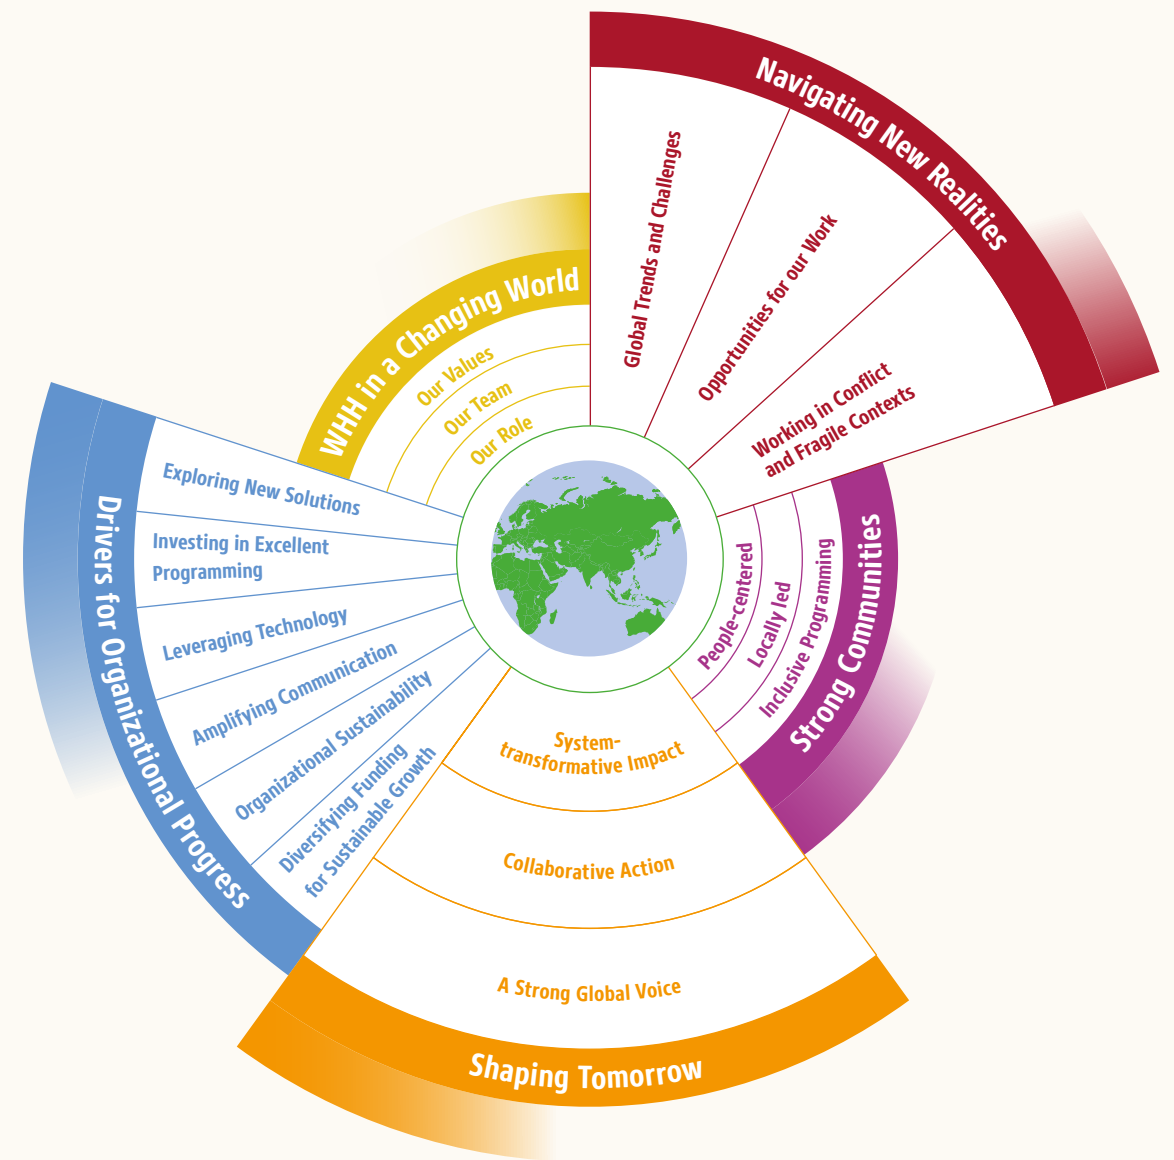 Navigating New Realities
Global Trends and Challenges
Opportunities for our Work
Working in Conflict
and Fragile Contexts
Strong Communities
People-centered
Locally led
Inclusive Programming
System-
transformative Impact
Collaborative Action
A Strong Global Voice
Shaping Tomorrow
Drivers for Organizational Progress
Exploring New Solutions
Investing in Excellent
Programming
Leveraging Technology
Amplifying Communication
Organizational Sustainability
Diversifying Funding
for Sustainable Growth
WHH in a Changing World
Our Values
Our Team
Our Role